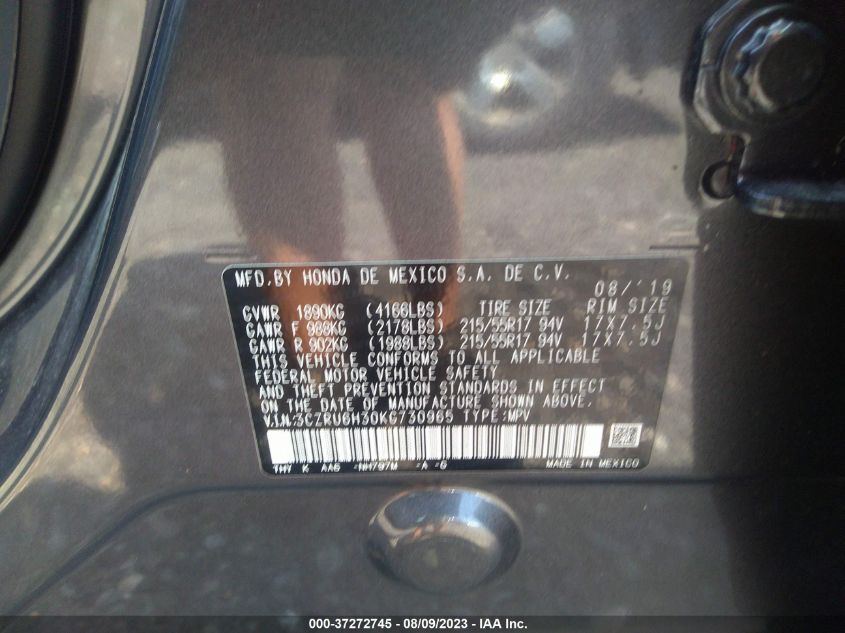 MFD.BY HONDA DE MEXICO S.A. DE C.V.
08/'19
GVWR 1890KG (4166LBS) TIRE SIZE RIM SIZE
GAWR F 988KG (2178LBS) 215/55R17 94V 17X7.5J
GAWR R 902KG (1988LBS) 215/55R17 94V 17X7.5J
THIS VEHICLE CONFORMS TO ALL APPLICABLE
FEDERAL MOTOR VEHICLE SAFETY
AND THEFT PREVENTION STANDARDS IN EFFECT
ON THE DATE OF MANUFACTURE SHOWN ABOVE.
V.I.N.:3CZRU6H30KG730965 TYPE:MPV
THY K AA6 NH797M A G MADE IN MEXICO
000-37272745 - 08/09/2023 - IAA Inc.